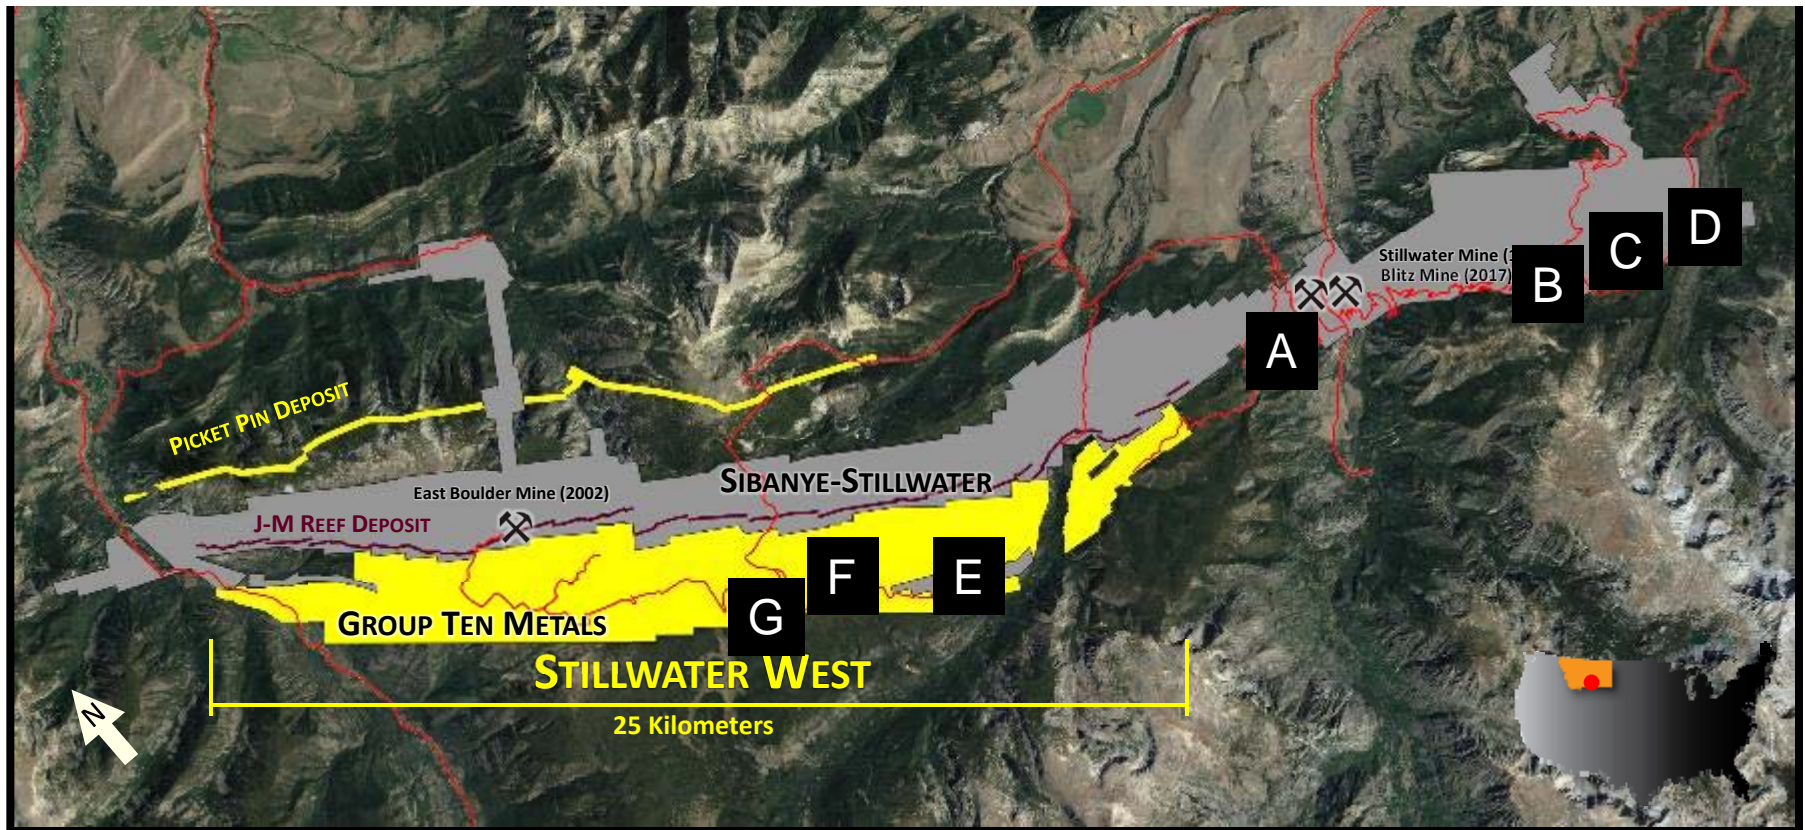 D
C
Stillwater Mine (1
Blitz Mine (2017)
B
A
PICKET PIN DEPOSIT
SIBANYE-STILLWATER
East Boulder Mine (2002)
J-M REEF DEPOSIT
F
E
G
GROUP TEN METALS
STILLWATER WEST
25 Kilometers
N